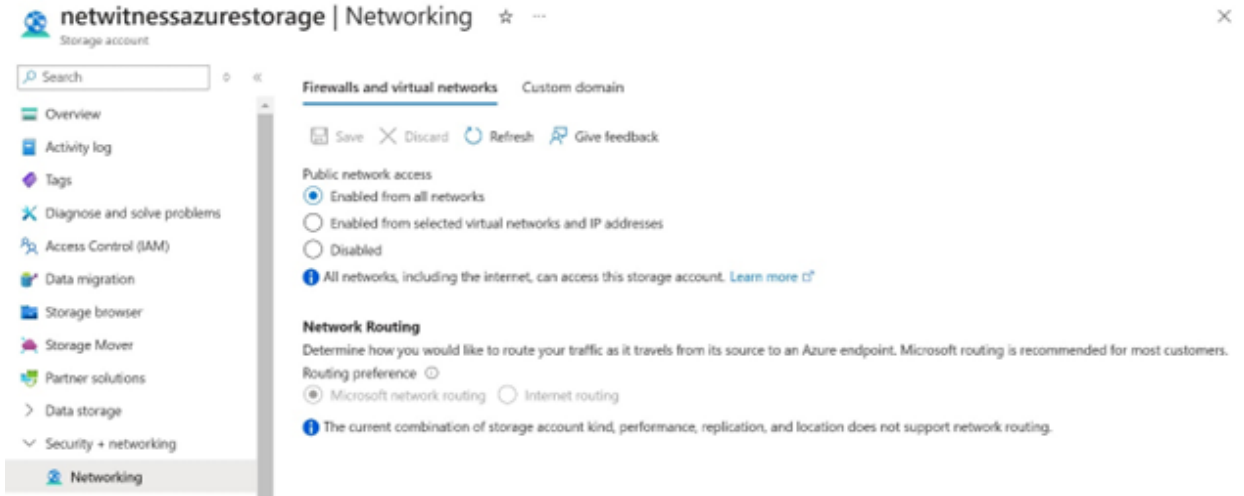 netwitnessazurestorage | Networking
Storage account
Search
Overview
Activity log
Tags
Diagnose and solve problems
Access Control (IAM)
Data migration
Storage browser
Storage Mover
Partner solutions
Data storage
Security + networking
Networking
Firewalls and virtual networks Custom domain
Save Discard Refresh Give feedback
Public network access
Enabled from all networks
Enabled from selected virtual networks and IP addresses
Disabled
All networks, including the internet, can access this storage account. Learn more
Network Routing
Determine how you would like to route your traffic as it travels from its source to an Azure endpoint. Microsoft routing is recommended for most customers.
Routing preference
Microsoft network routing Internet routing
The current combination of storage account kind, performance, replication, and location does not support network routing.